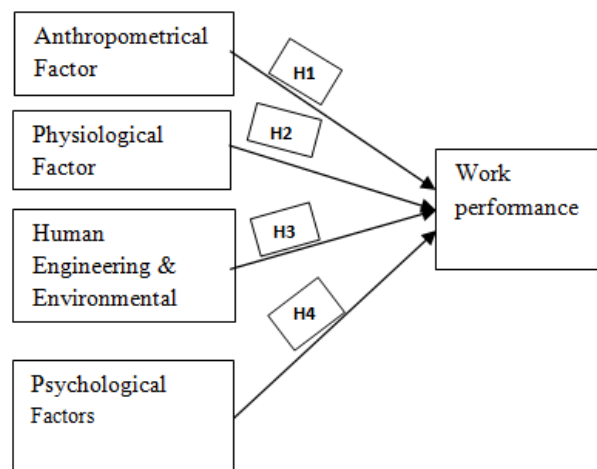 Anthropometrical
Factor
H1
Physiological
Factor
H2
Work
performance
Human
Engineering &
Environmental
H3
H4
Psychological
Factors